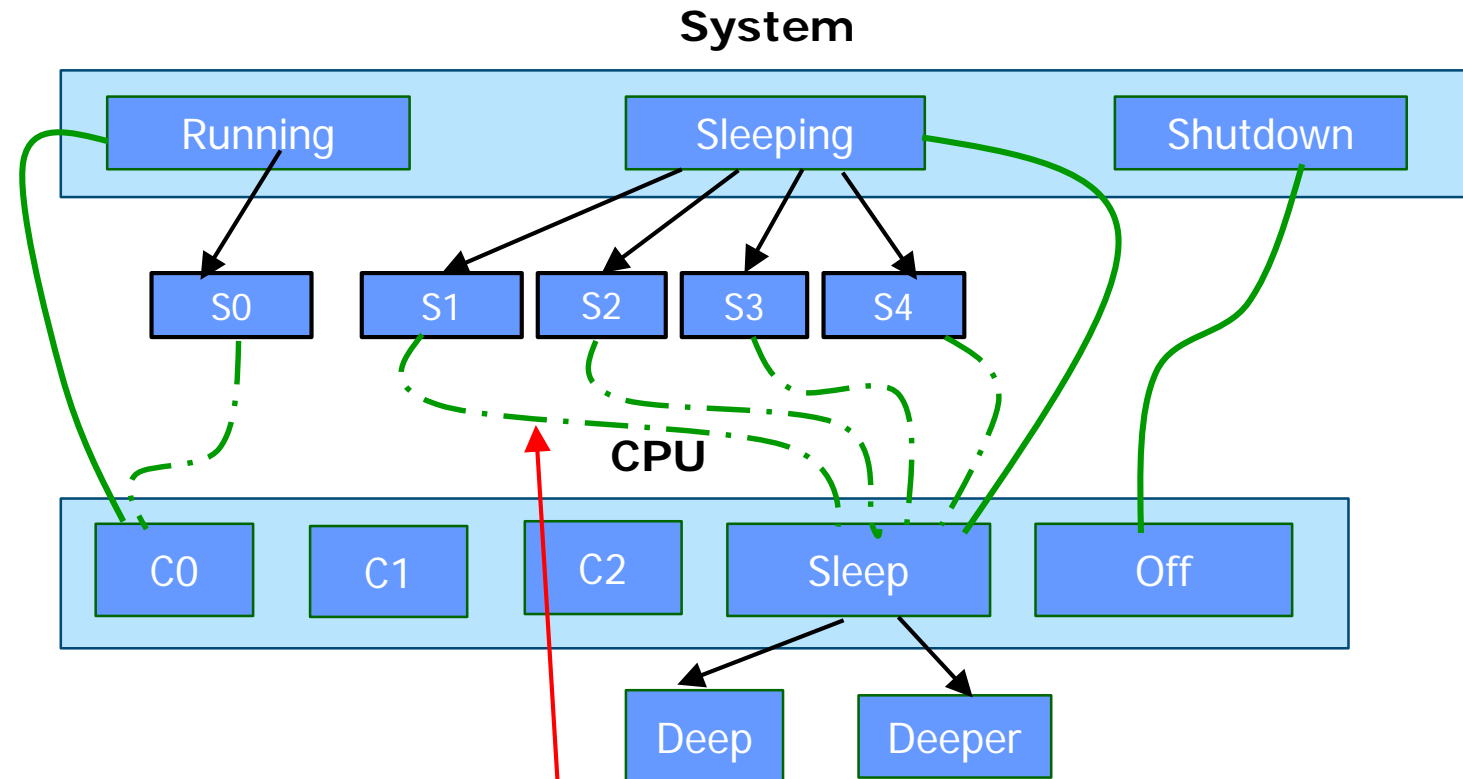 System
Running Sleeping Shutdown
S0 S1 S2 S3 S4
CPU
C0 C1 C2 Sleep Off
Deep Deeper